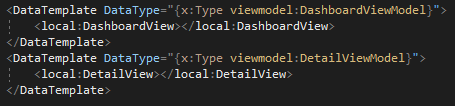 <DataTemplate DataType="{x:Type viewmodel:DashboardViewModel}">
<local:DashboardView></local:DashboardView>
</DataTemplate>
<DataTemplate DataType="{x:Type viewmodel:DetailViewModel}">
<local:DetailView></local:DetailView>
</DataTemplate>